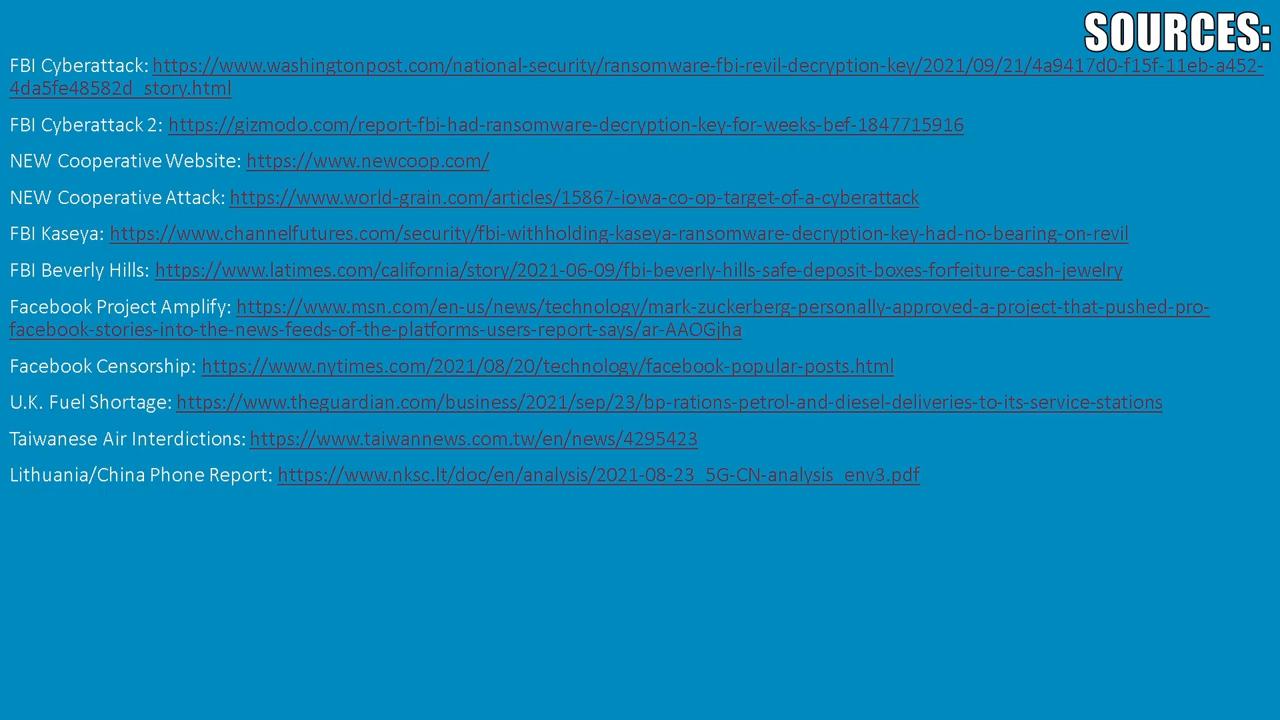 SOURCES:
FBI Cyberattack: https://www.washingtonpost.com/national-security/ransomware-fbi-revil-decryption-key/2021/09/21/4a9417d0-f15f-11eb-a452-
4da5fe48582d_story.html
FBI Cyberattack 2: https://gizmodo.com/report-fbi-had-ransomware-decryption-key-for-weeks-bef-1847715916
NEW Cooperative Website: https://www.newcoop.com/
NEW Cooperative Attack: https://www.world-grain.com/articles/15867-iowa-co-op-target-of-a-cyberattack
FBI Kaseya: https://www.channelfutures.com/security/fbi-withholding-kaseya-ransomware-decryption-key-had-no-bearing-on-revil
FBI Beverly Hills: https://www.latimes.com/california/story/2021-06-09/fbi-beverly-hills-safe-deposit-boxes-forfeiture-cash-jewelry
Facebook Project Amplify: https://www.msn.com/en-us/news/technology/mark-zuckerberg-personally-approved-a-project-that-pushed-pro-
facebook-stories-into-the-news-feeds-of-the-platforms-users-report-says/ar-AAOGjha
Facebook Censorship: https://www.nytimes.com/2021/08/20/technology/facebook-popular-posts.html
U.K. Fuel Shortage: https://www.theguardian.com/business/2021/sep/23/bp-rations-petrol-and-diesel-deliveries-to-its-service-stations
Taiwanese Air Interdictions: https://www.taiwannews.com.tw/en/news/4295423
Lithuania/China Phone Report: https://www.nksc.lt/doc/en/analysis/2021-08-23_5G-CN-analysis_env3.pdf